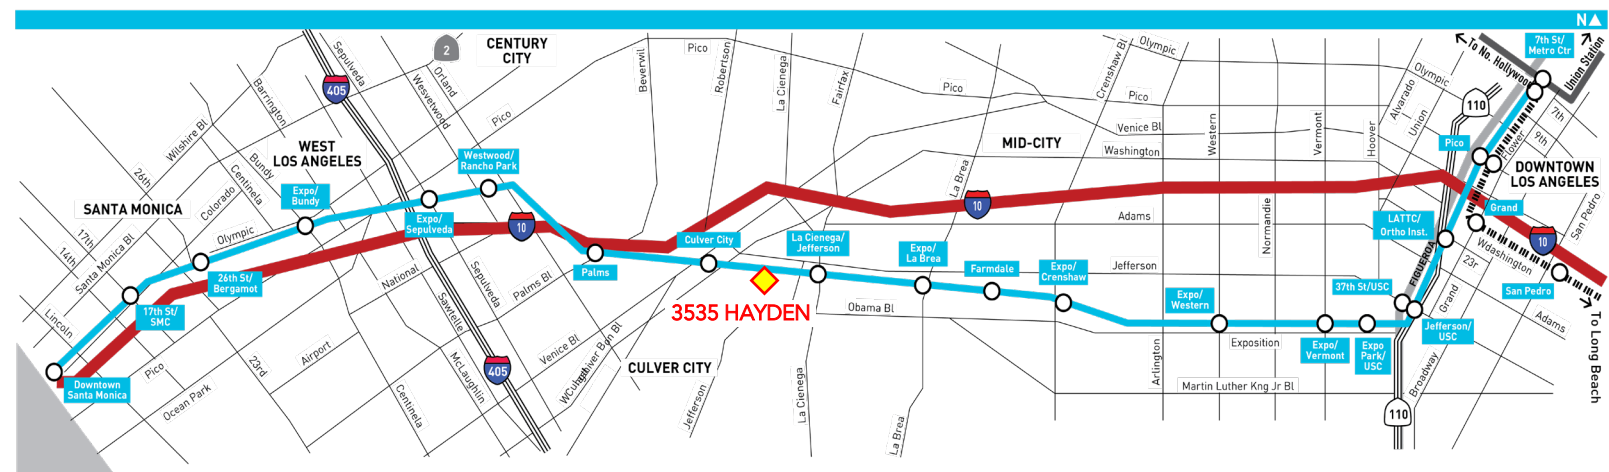 N
CENTURY
CITY
2
405
Sepulveda
Orland
Wesvetwood
Beverwil
Pico
Robertson
La Cienega
Fairfax
Crenshaw Bl
Olympic
Olympic
To No. Hollywood
7th St/
Metro Ctr
Union Station
Pico
Pico
Pico
Alvarado
Union
110
7th
9th
Flower
Barrington
Wilshire Bl
WEST
LOS ANGELES
Westwood/
Rancho Park
Venice Bl
Washington
MID-CITY
Western
Vermont
Hoover
Pico
DOWNTOWN
LOS ANGELES
26th
Bundy
Centinela
Colorado
Expo/
Bundy
La Brea
10
SANTA MONICA
Olympic
Expo/
Sepulveda
10
Adams
Normandie
LATTC/
Ortho Inst.
Grand
San Pedro
17th
14th
Santa Monica Bl
Culver City
La Cienega/
Jefferson
Expo/
La Brea
Farmdale
Expo/
Crenshaw
Jefferson
FIGUEROA
23r
Wdashington
10
26th St/
Bergamot
National
Sepulveda
Palms Bl
Palms
37th St/USC
San Pedro
17th St/
SMC
Lincoln
Sawtelle
3535 HAYDEN
Obama Bl
Expo/
Western
Grand
Adams
To Long Beach
Jefferson/
USC
Exposition
Expo/
Vermont
Expo
Park/
USC
Airport
Venice Bl
23rd
Pico
McLaughlin
405
CULVER CITY
Arlington
Downtown
Santa Monica
Ocean Park
Centinela
Jefferson
La Cienega
La Brea
Martin Luther Kng Jr Bl
Broadway
110